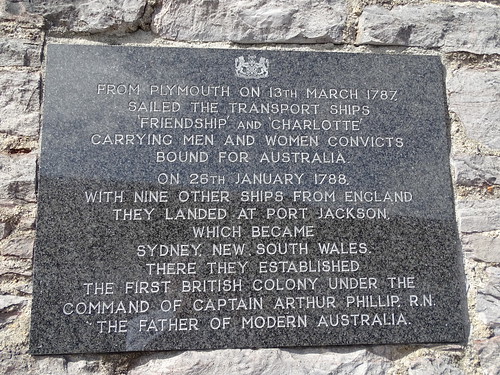 FROM PLYMOUTH ON 13TH MARCH 1787,
SAILED THE TRANSPORT SHIPS
'FRIENDSHIP' AND 'CHARLOTTE'
CARRYING MEN AND WOMEN CONVICTS
BOUND FOR AUSTRALIA.
ON 26TH JANUARY 1788,
WITH NINE OTHER SHIPS FROM ENGLAND
THEY LANDED AT PORT JACKSON,
WHICH BECAME
SYDNEY, NEW SOUTH WALES.
THERE THEY ESTABLISHED
THE FIRST BRITISH COLONY UNDER THE
COMMAND OF CAPTAIN ARTHUR PHILLIP, R.N.
THE FATHER OF MODERN AUSTRALIA.